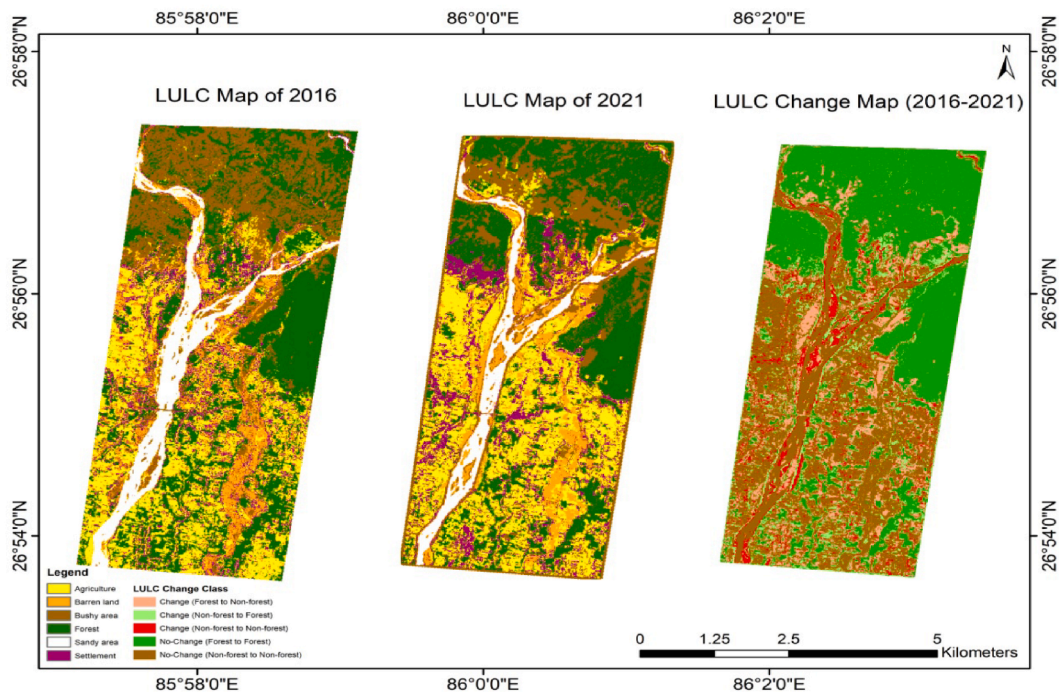 85°58'0"E 86°0'0"E 86°2'0"E
26°58'0"N 26°58'0"N
N
LULC Map of 2016 LULC Map of 2021 LULC Change Map (2016-2021)
26°56'0"N 26°56'0"N
26°54'0"N 26°54'0"N
Legend
Agriculture
Barren land
Bushy area
Forest
Sandy area
Settlement
LULC Change Class
Change (Forest to Non-forest)
Change (Non-forest to Forest)
Change (Non-forest to Non-forest)
No-Change (Forest to Forest)
No-Change (Non-forest to Non-forest)
0 1.25 2.5 5
Kilometers
85°58'0"E 86°0'0"E 86°2'0"E